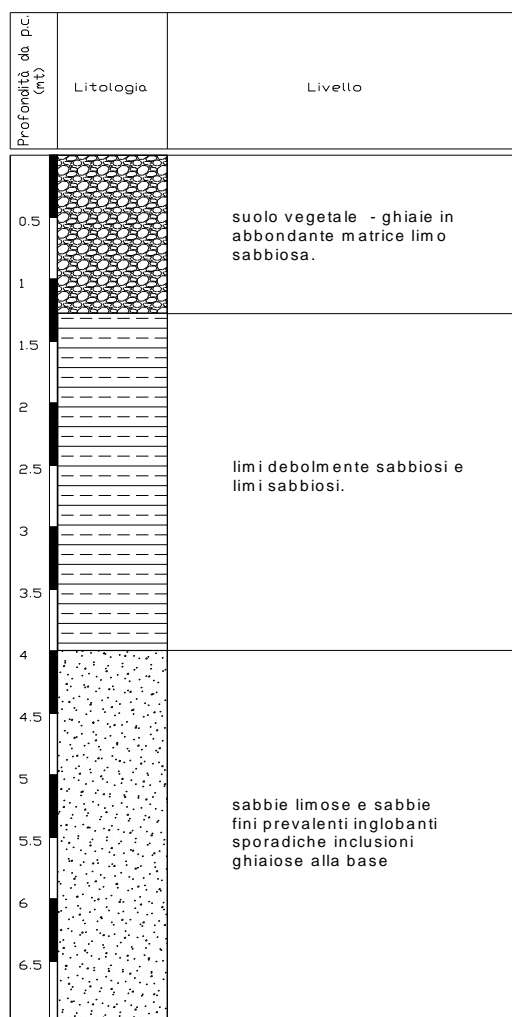 Profondità da p.c.
(mt)
Litologia
Livello
0.5
suolo vegetale - ghiaie in
abbondante matrice limo
sabbiosa.
1
1.5
2
2.5
limi debolmente sabbiosi e
limi sabbiosi.
3
3.5
4
4.5
5
5.5
sabbie limose e sabbie
fini prevalenti inglobanti
sporadiche inclusioni
ghiaiose alla base
6
6.5